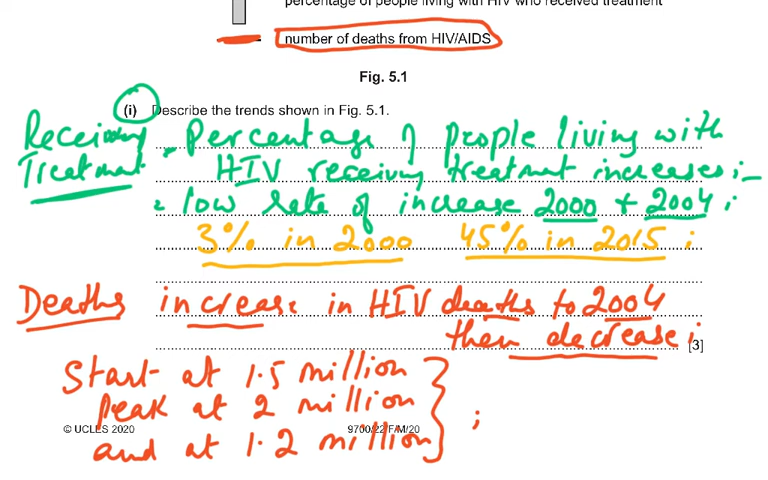 percentage of people living with HIV who received treatment
number of deaths from HIV/AIDS
Fig. 5.1
(i) Describe the trends shown in Fig. 5.1.
Receiving Treatment - Percentage of people living with
HIV receiving treatment increases ;
low rate of increase 2000 + 2004 ;
3% in 2000 45% in 2015 ;
Deaths increase in HIV deaths to 2004
then decrease ;
[3]
Start at 1.5 million
peak at 2 million
© UCLES 2020 9700/22/F/M/20
and at 1.2 million } ;